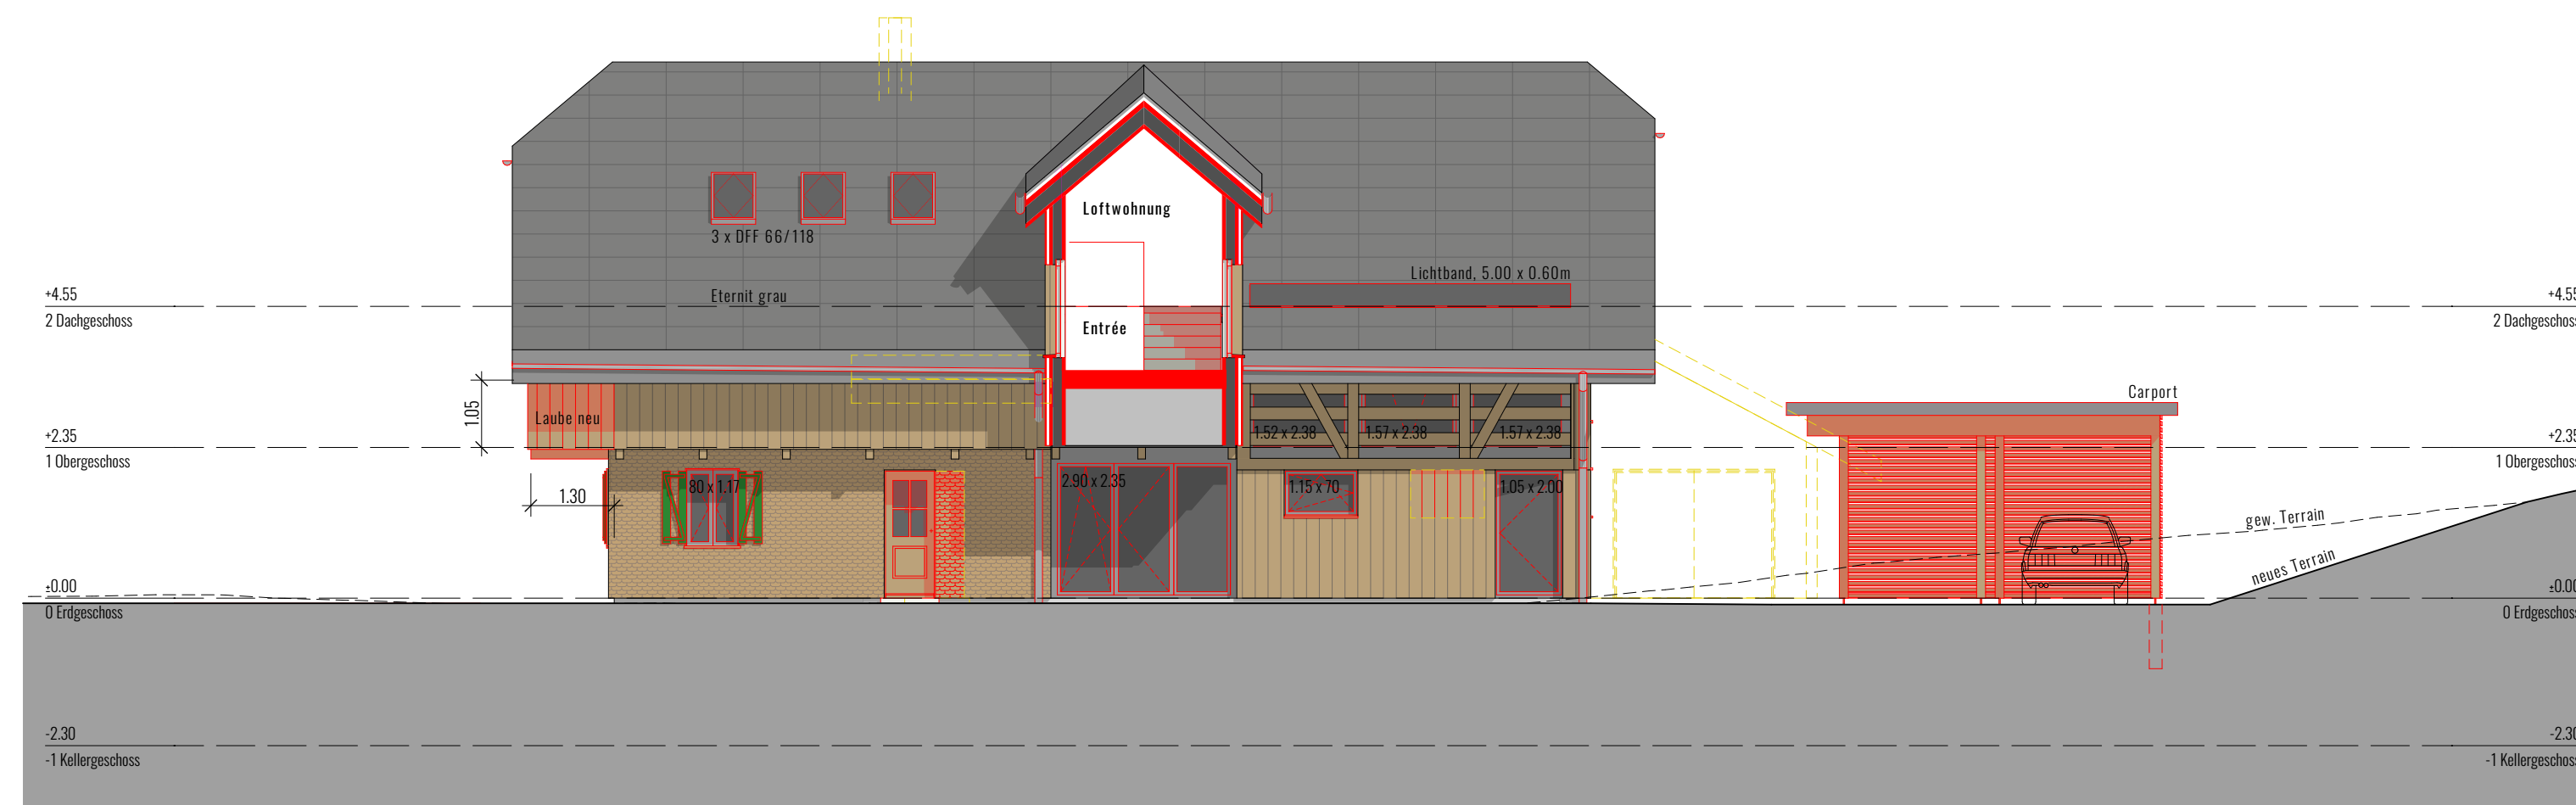 Loftwohnung
3 x DFF 66/118
Lichtband, 5.00 x 0.60m
Eternit grau
+4.55
+4.55
2 Dachgeschoss
2 Dachgeschoss
Entrée
Carport
1.05
Laube neu
1.52 x 2.38
1.57 x 2.38
1.57 x 2.38
+2.35
+2.35
1 Obergeschoss
1 Obergeschoss
1.30
80 x 1.17
2.90 x 2.35
1.15 x 70
1.05 x 2.00
gew. Terrain
neues Terrain
±0.00
±0.00
0 Erdgeschoss
0 Erdgeschoss
-2.30
-2.30
-1 Kellergeschoss
-1 Kellergeschoss